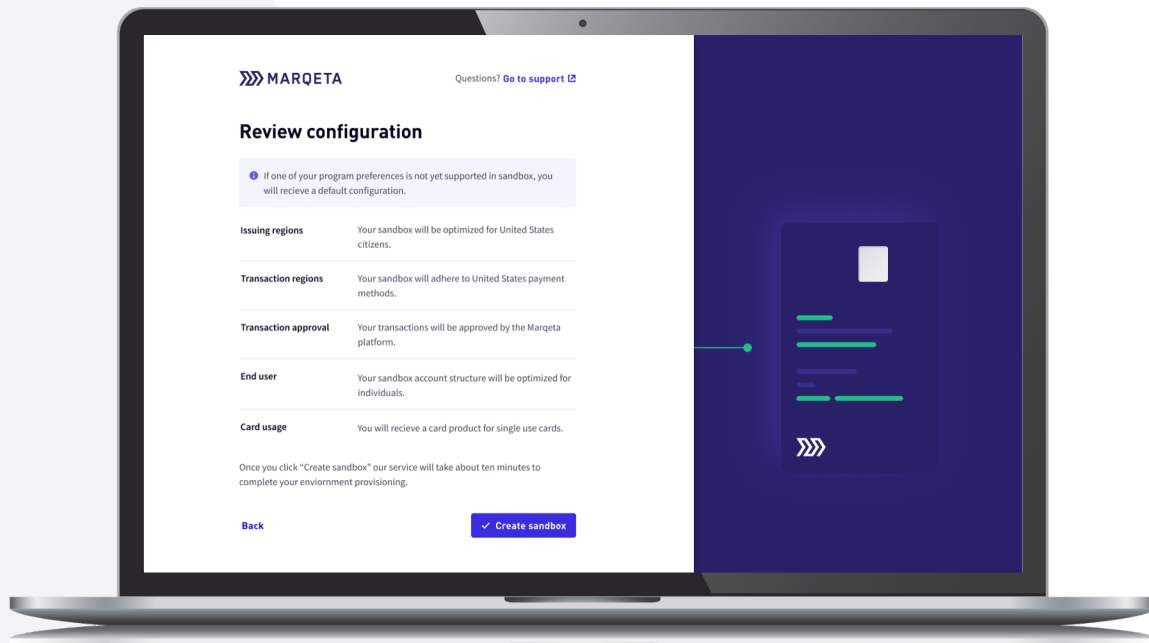 MARQETA
Questions? Go to support
Review configuration
If one of your program preferences is not yet supported in sandbox, you
will recieve a default configuration.
Issuing regions
Your sandbox will be optimized for United States
citizens.
Transaction regions
Your sandbox will adhere to United States payment
methods.
Transaction approval
Your transactions will be approved by the Marqeta
platform.
End user
Your sandbox account structure will be optimized for
individuals.
Card usage
You will recieve a card product for single use cards.
Once you click “Create sandbox” our service will take about ten minutes to
complete your enviornment provisioning.
Back
Create sandbox